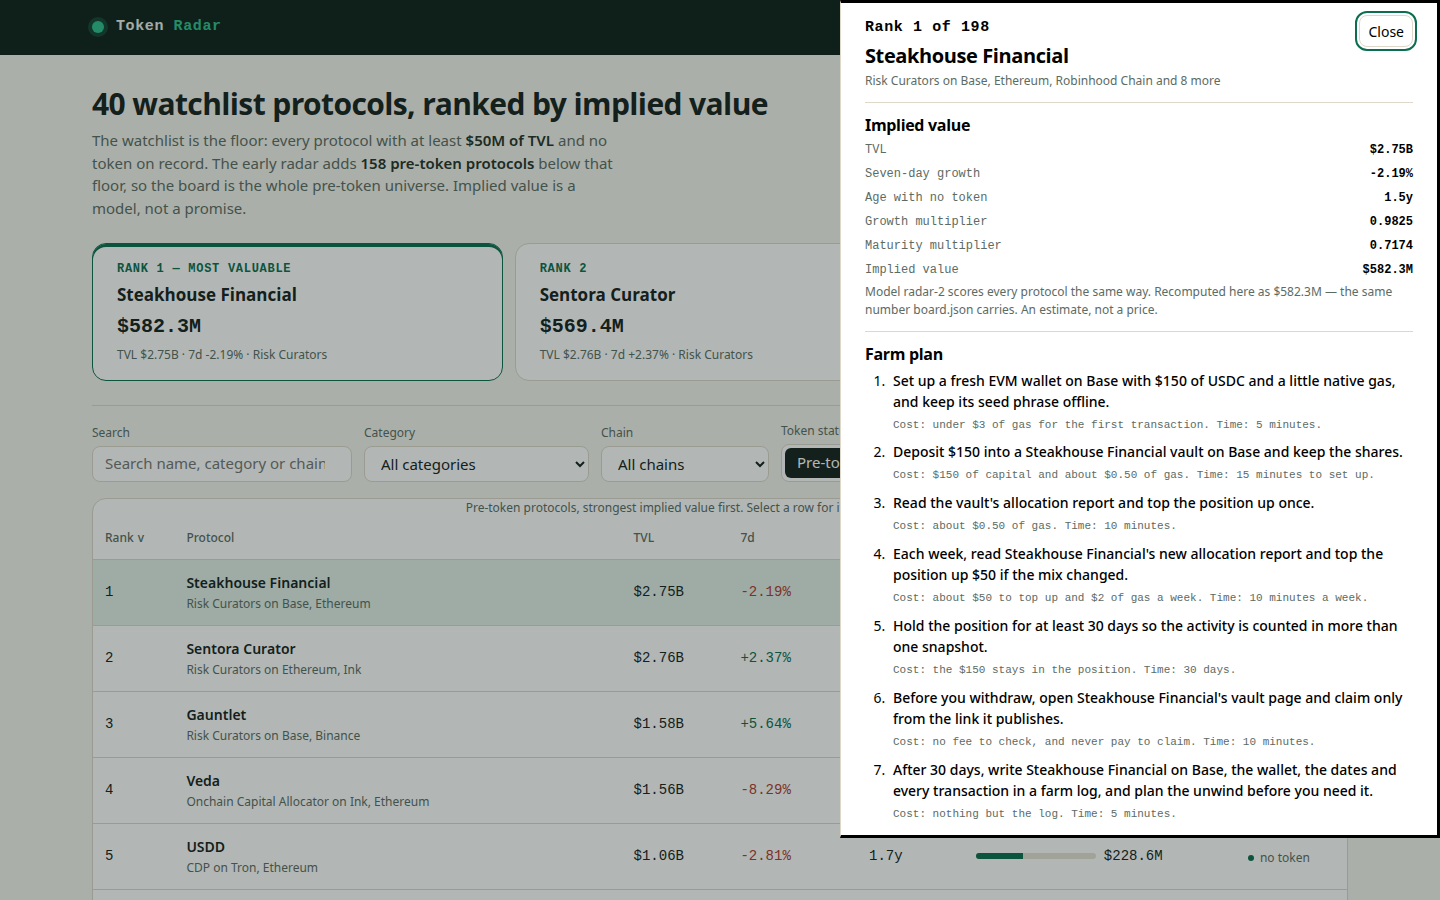 Token Radar
40 watchlist protocols, ranked by implied value
The watchlist is the floor: every protocol with at least $50M of TVL and no
token on record. The early radar adds 158 pre-token protocols below that
floor, so the board is the whole pre-token universe. Implied value is a
model, not a promise.
RANK 1 — MOST VALUABLE
Steakhouse Financial
$582.3M
TVL $2.75B · 7d -2.19% · Risk Curators
RANK 2
Sentora Curator
$569.4M
TVL $2.76B · 7d +2.37% · Risk Curators
Search
Category
Chain
Token stat
Search name, category or chain
All categories
All chains
Pre-to
Pre-token protocols, strongest implied value first. Select a row for i
Rank v
Protocol
TVL
7d
1
Steakhouse Financial
Risk Curators on Base, Ethereum
$2.75B
-2.19%
2
Sentora Curator
Risk Curators on Ethereum, Ink
$2.76B
+2.37%
3
Gauntlet
Risk Curators on Base, Binance
$1.58B
+5.64%
4
Veda
Onchain Capital Allocator on Ink, Ethereum
$1.56B
-8.29%
5
USDD
CDP on Tron, Ethereum
$1.06B
-2.81%
1.7y
$228.6M
no token
Rank 1 of 198
Close
Steakhouse Financial
Risk Curators on Base, Ethereum, Robinhood Chain and 8 more
Implied value
TVL $2.75B
Seven-day growth -2.19%
Age with no token 1.5y
Growth multiplier 0.9825
Maturity multiplier 0.7174
Implied value $582.3M
Model radar-2 scores every protocol the same way. Recomputed here as $582.3M — the same
number board.json carries. An estimate, not a price.
Farm plan
1. Set up a fresh EVM wallet on Base with $150 of USDC and a little native gas,
and keep its seed phrase offline.
Cost: under $3 of gas for the first transaction. Time: 5 minutes.
2. Deposit $150 into a Steakhouse Financial vault on Base and keep the shares.
Cost: $150 of capital and about $0.50 of gas. Time: 15 minutes to set up.
3. Read the vault's allocation report and top the position up once.
Cost: about $0.50 of gas. Time: 10 minutes.
4. Each week, read Steakhouse Financial's new allocation report and top the
position up $50 if the mix changed.
Cost: about $50 to top up and $2 of gas a week. Time: 10 minutes a week.
5. Hold the position for at least 30 days so the activity is counted in more than
one snapshot.
Cost: the $150 stays in the position. Time: 30 days.
6. Before you withdraw, open Steakhouse Financial's vault page and claim only
from the link it publishes.
Cost: no fee to check, and never pay to claim. Time: 10 minutes.
7. After 30 days, write Steakhouse Financial on Base, the wallet, the dates and
every transaction in a farm log, and plan the unwind before you need it.
Cost: nothing but the log. Time: 5 minutes.